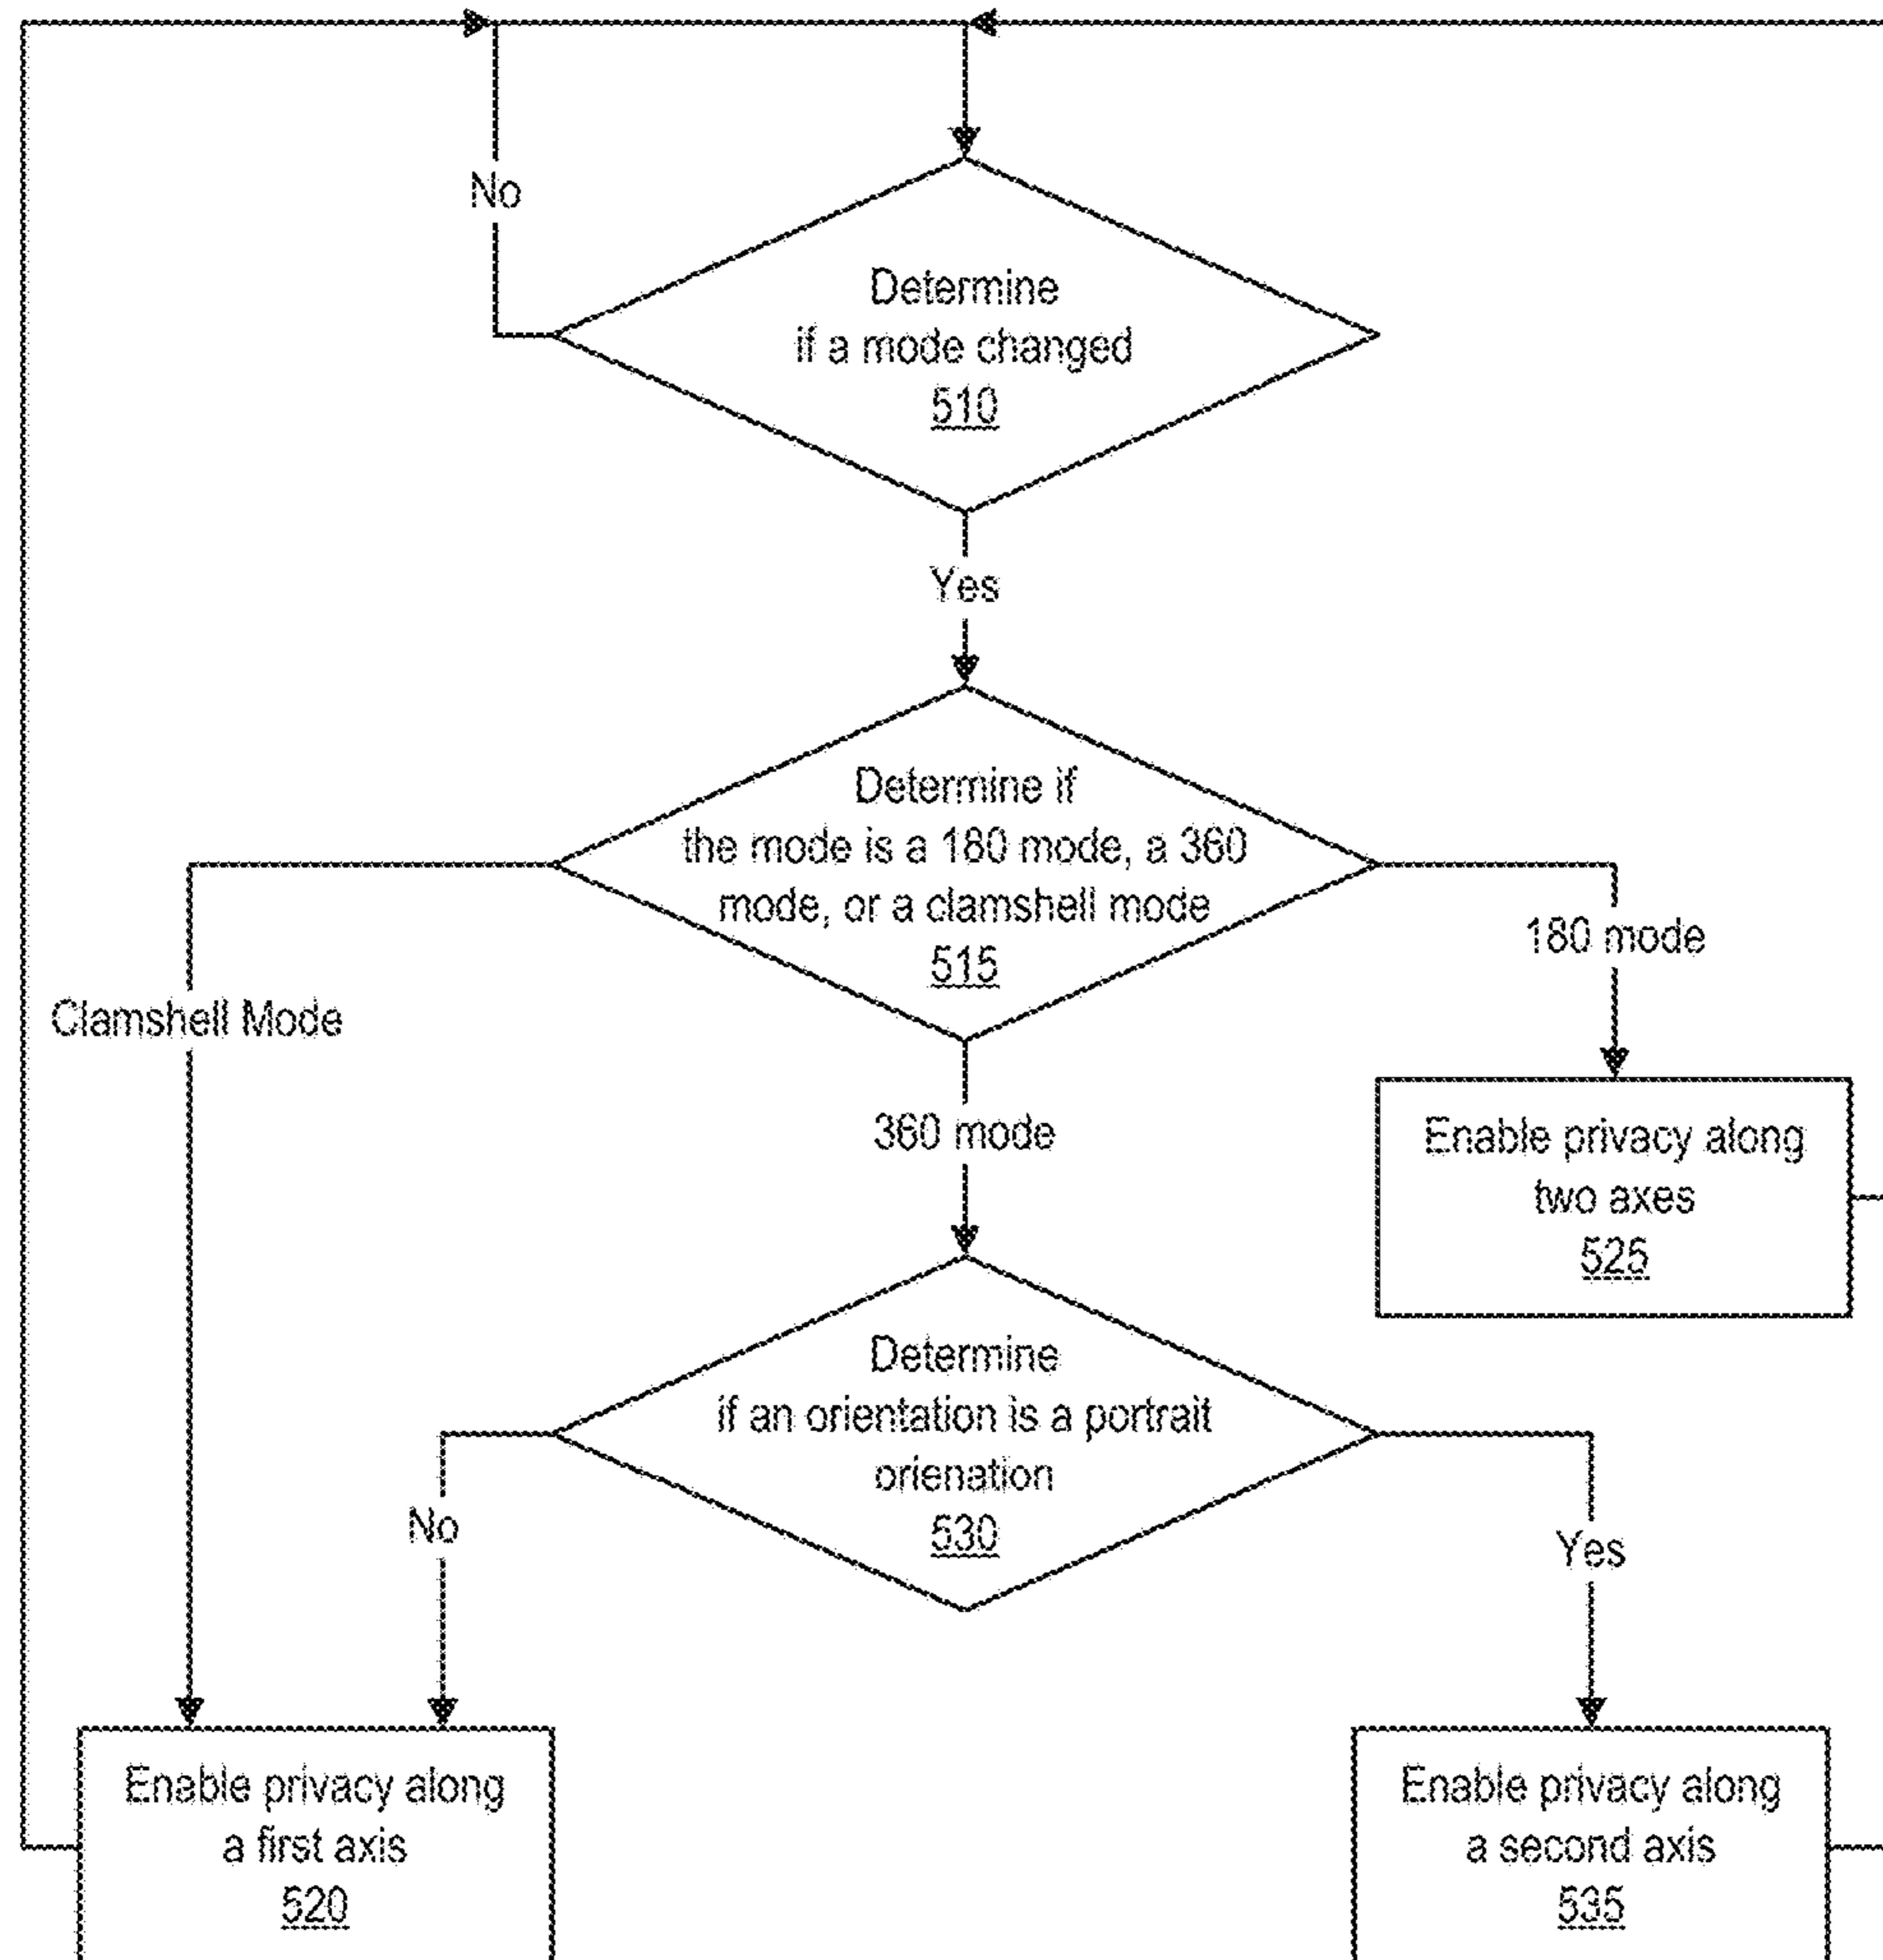 No
Determine
if a mode changed
510
Yes
Determine if
the mode is a 180 mode, a 360
mode, or a clamshell mode
515
180 mode
Clamshell Mode
360 mode
Enable privacy along
two axes
525
Determine
if an orientation is a portrait
orienation
530
No
Yes
Enable privacy along
a first axis
520
Enable privacy along
a second axis
535